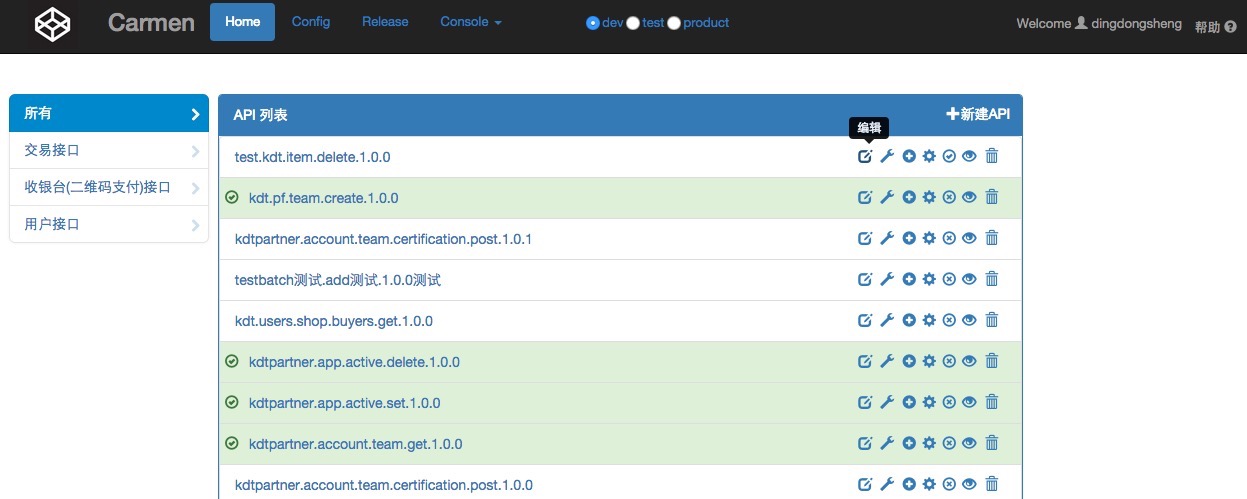 Carmen Home Config Release Console dev test product Welcome dingdongsheng 帮助
所有
交易接口
收银台(二维码支付)接口
用户接口
API 列表 新建API
编辑
test.kdt.item.delete.1.0.0
kdt.pf.team.create.1.0.0
kdtpartner.account.team.certification.post.1.0.1
testbatch测试.add测试.1.0.0测试
kdt.users.shop.buyers.get.1.0.0
kdtpartner.app.active.delete.1.0.0
kdtpartner.app.active.set.1.0.0
kdtpartner.account.team.get.1.0.0
kdtpartner.account.team.certification.post.1.0.0